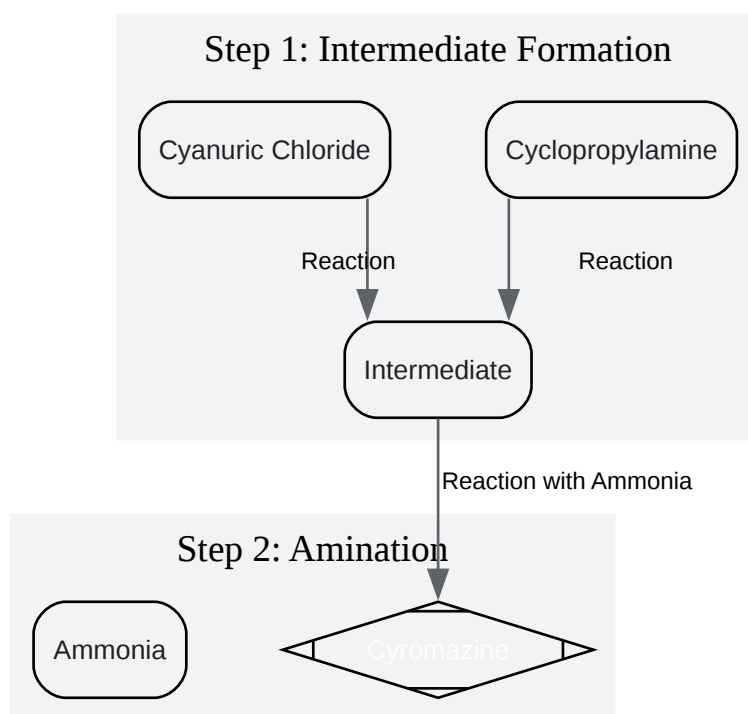 Step 1: Intermediate Formation
Cyanuric Chloride
Cyclopropylamine
Reaction
Reaction
Intermediate
Reaction with Ammonia
Step 2: Amination
Ammonia
Cyromazine